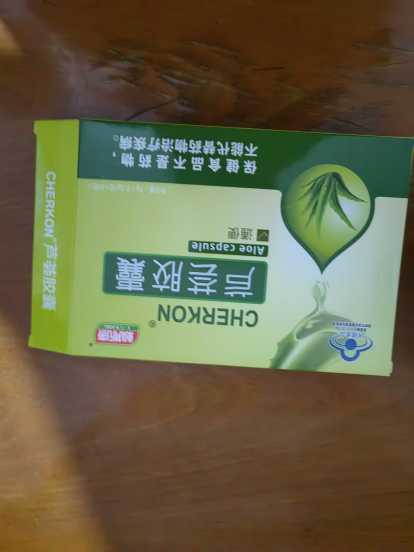 CHERKON®
芦荟胶囊
Aloe capsule
通便
保健食品不是药物，
不能代替药物治疗疾病。
CHERKON®芦荟胶囊